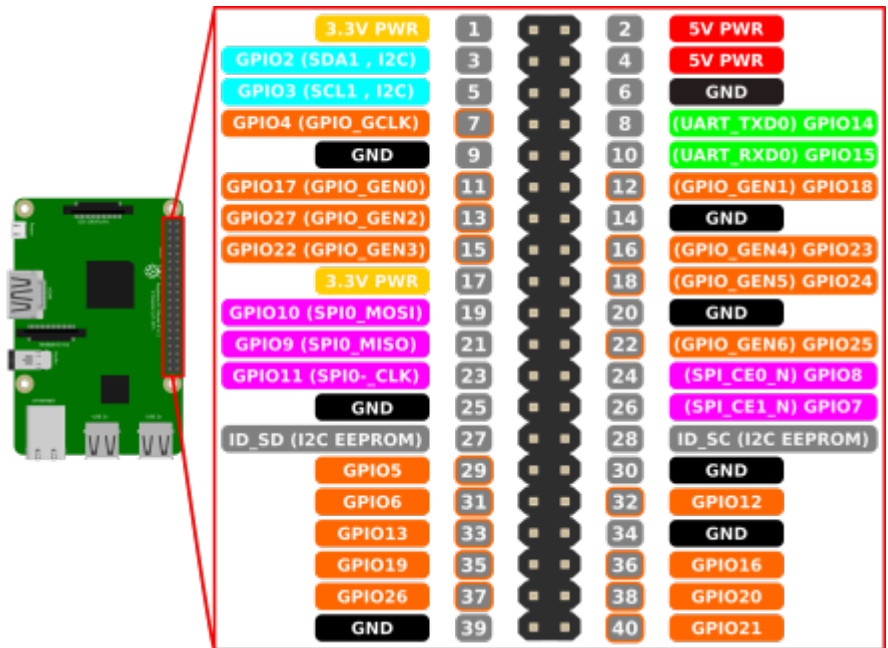 3.3V PWR 1 2 5V PWR
GPIO2 (SDA1 , I2C) 3 4 5V PWR
GPIO3 (SCL1 , I2C) 5 6 GND
GPIO4 (GPIO_GCLK) 7 8 (UART_TXD0) GPIO14
GND 9 10 (UART_RXD0) GPIO15
GPIO17 (GPIO_GEN0) 11 12 (GPIO_GEN1) GPIO18
GPIO27 (GPIO_GEN2) 13 14 GND
GPIO22 (GPIO_GEN3) 15 16 (GPIO_GEN4) GPIO23
3.3V PWR 17 18 (GPIO_GEN5) GPIO24
GPIO10 (SPI0_MOSI) 19 20 GND
GPIO9 (SPI0_MISO) 21 22 (GPIO_GEN6) GPIO25
GPIO11 (SPI0-_CLK) 23 24 (SPI_CE0_N) GPIO8
GND 25 26 (SPI_CE1_N) GPIO7
ID_SD (I2C EEPROM) 27 28 ID_SC (I2C EEPROM)
GPIO5 29 30 GND
GPIO6 31 32 GPIO12
GPIO13 33 34 GND
GPIO19 35 36 GPIO16
GPIO26 37 38 GPIO20
GND 39 40 GPIO21